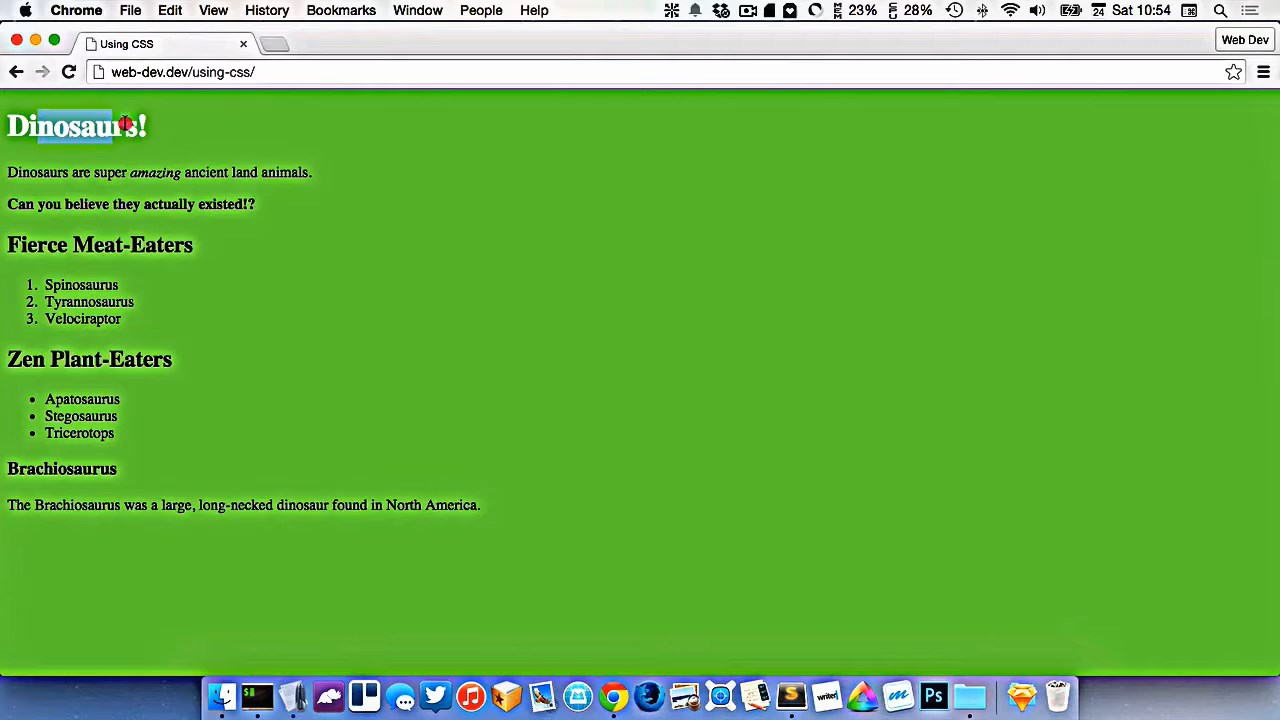 Chrome File Edit View History Bookmarks Window People Help 23% 28% 24 Sat 10:54
Using CSS
Web Dev
web-dev.dev/using-css/
Dinosaurs!
Dinosaurs are super amazing ancient land animals.
Can you believe they actually existed!?
Fierce Meat-Eaters
1. Spinosaurus
2. Tyrannosaurus
3. Velociraptor
Zen Plant-Eaters
• Apatosaurus
• Stegosaurus
• Tricerotops
Brachiosaurus
The Brachiosaurus was a large, long-necked dinosaur found in North America.
writer
Ps